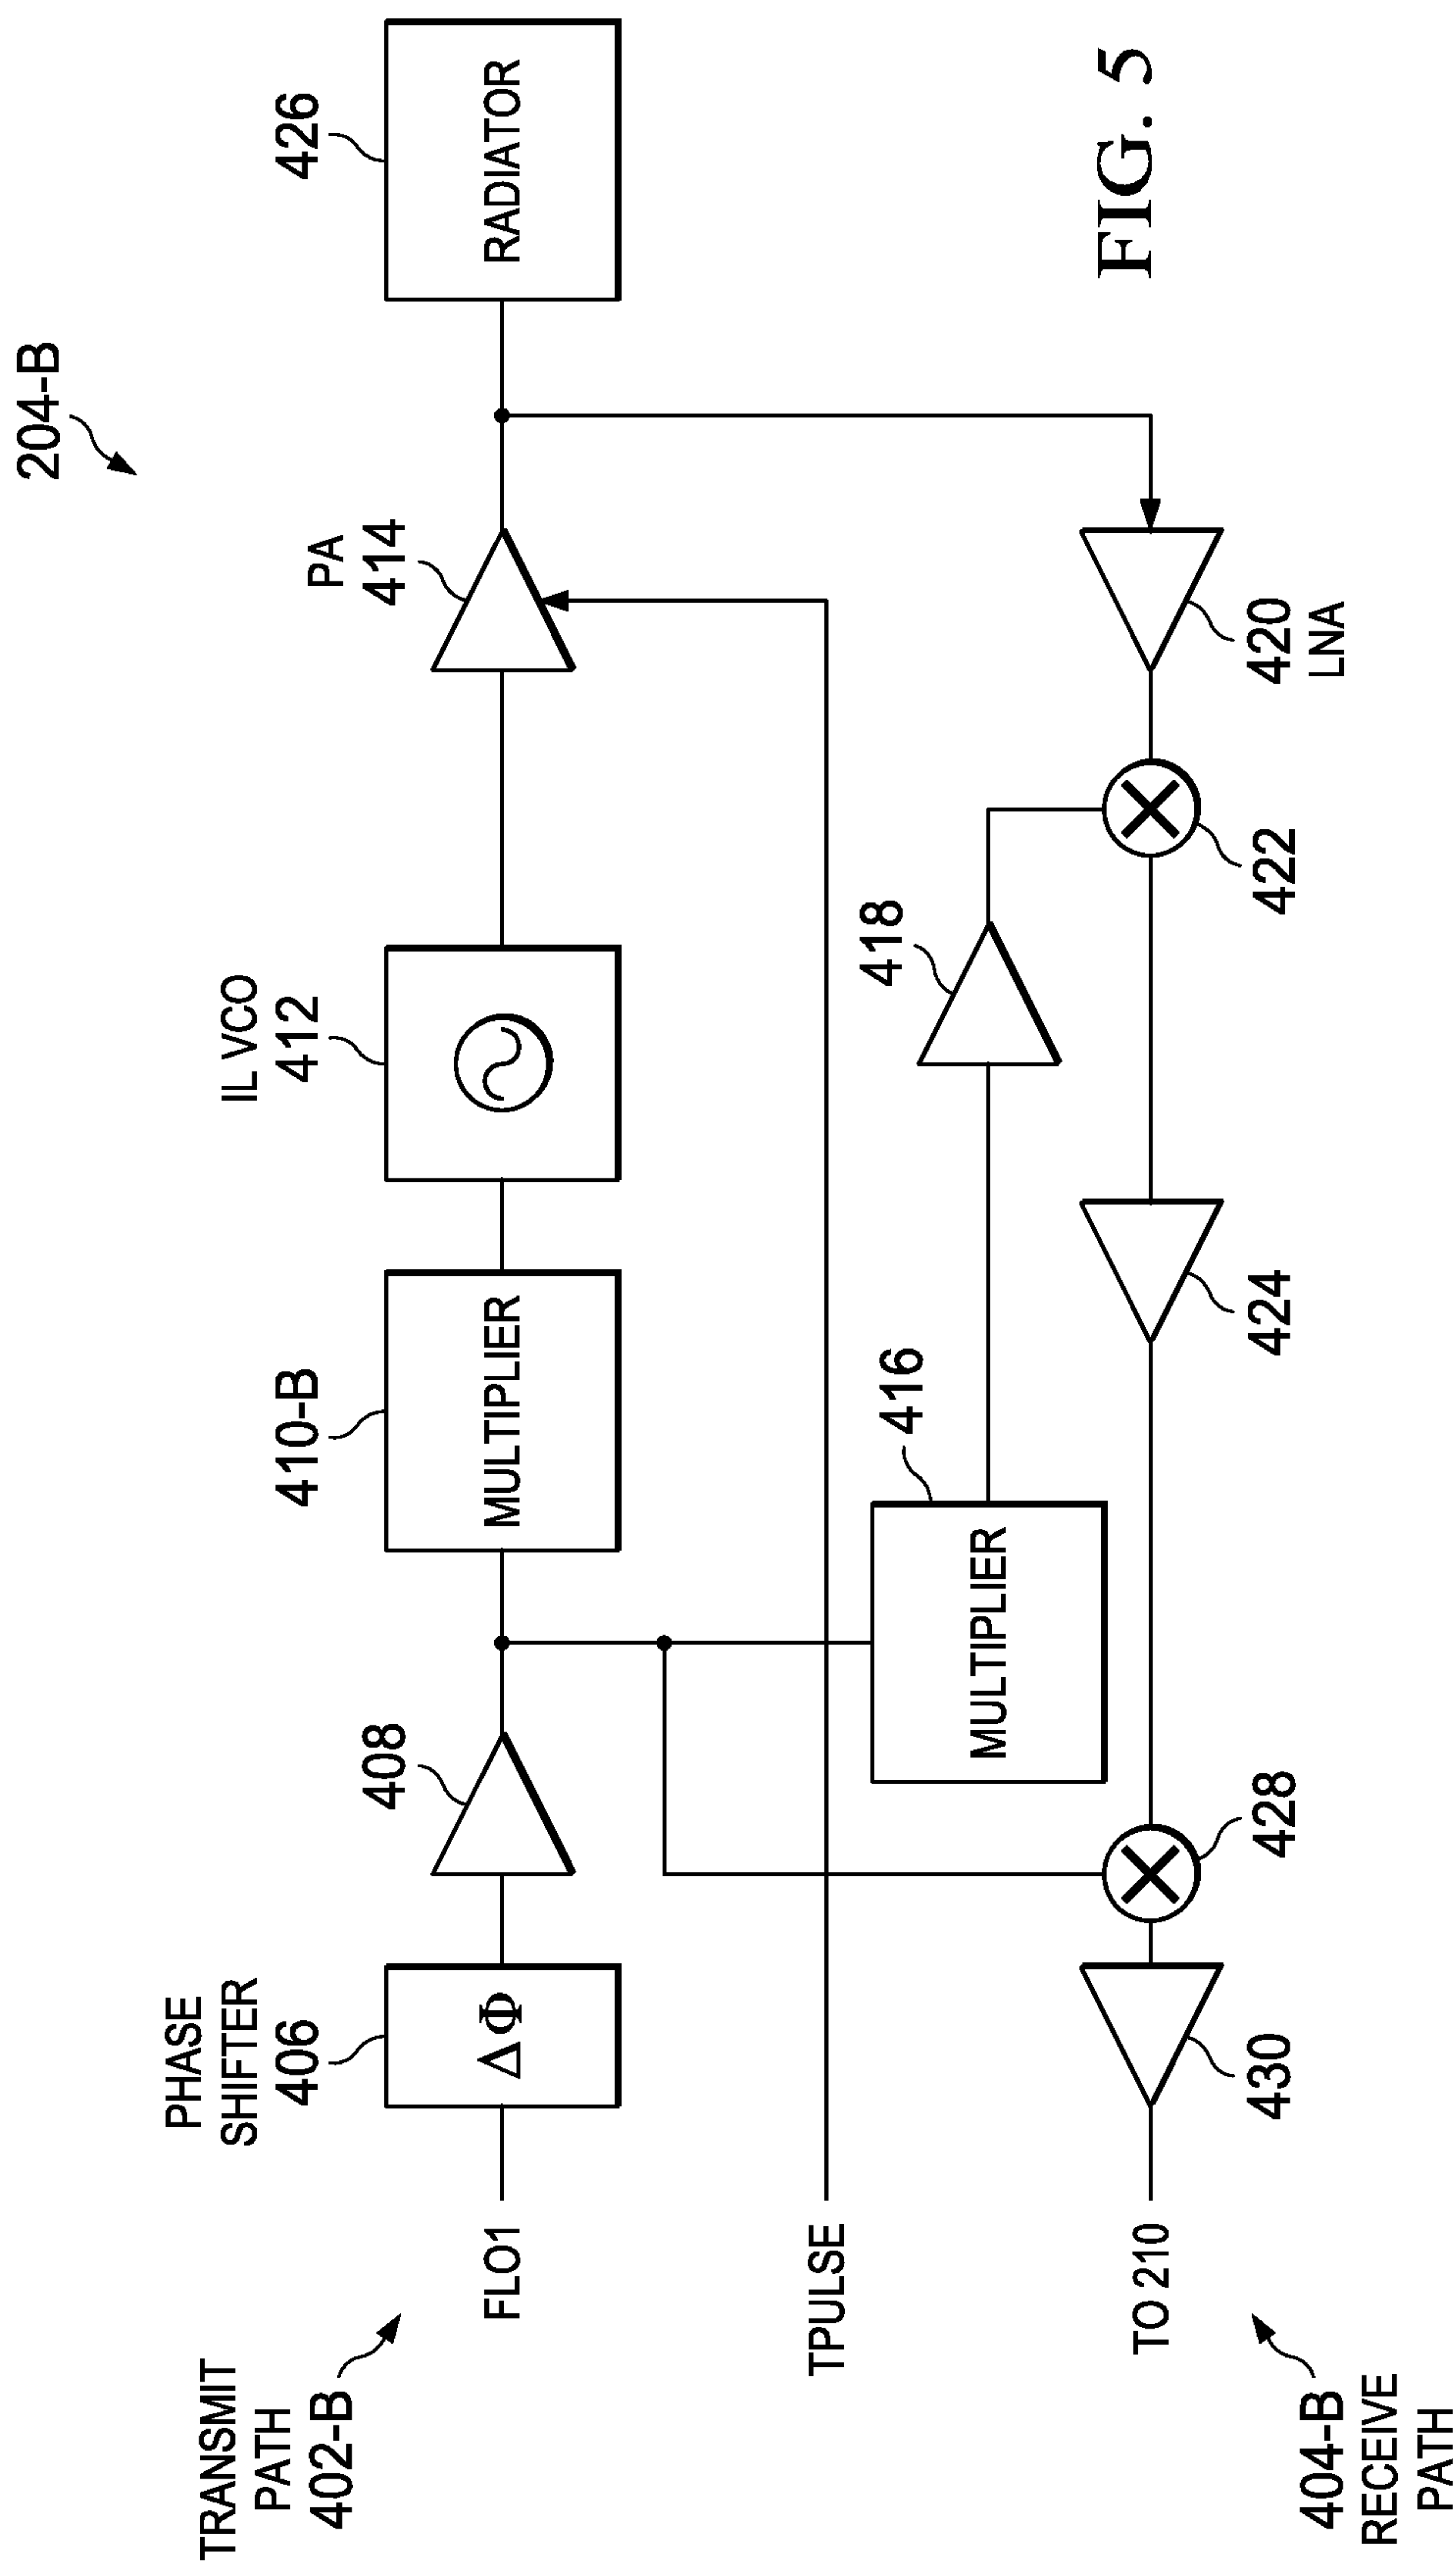 204-B
TRANSMIT
PATH
402-B
PHASE
SHIFTER
406
ΔΦ
408
410-B
MULTIPLIER
IL VCO
412
PA
414
426
RADIATOR
FLO1
TPULSE
416
MULTIPLIER
418
TO 210
430
428
424
422
420
LNA
404-B
RECEIVE
PATH
FIG. 5